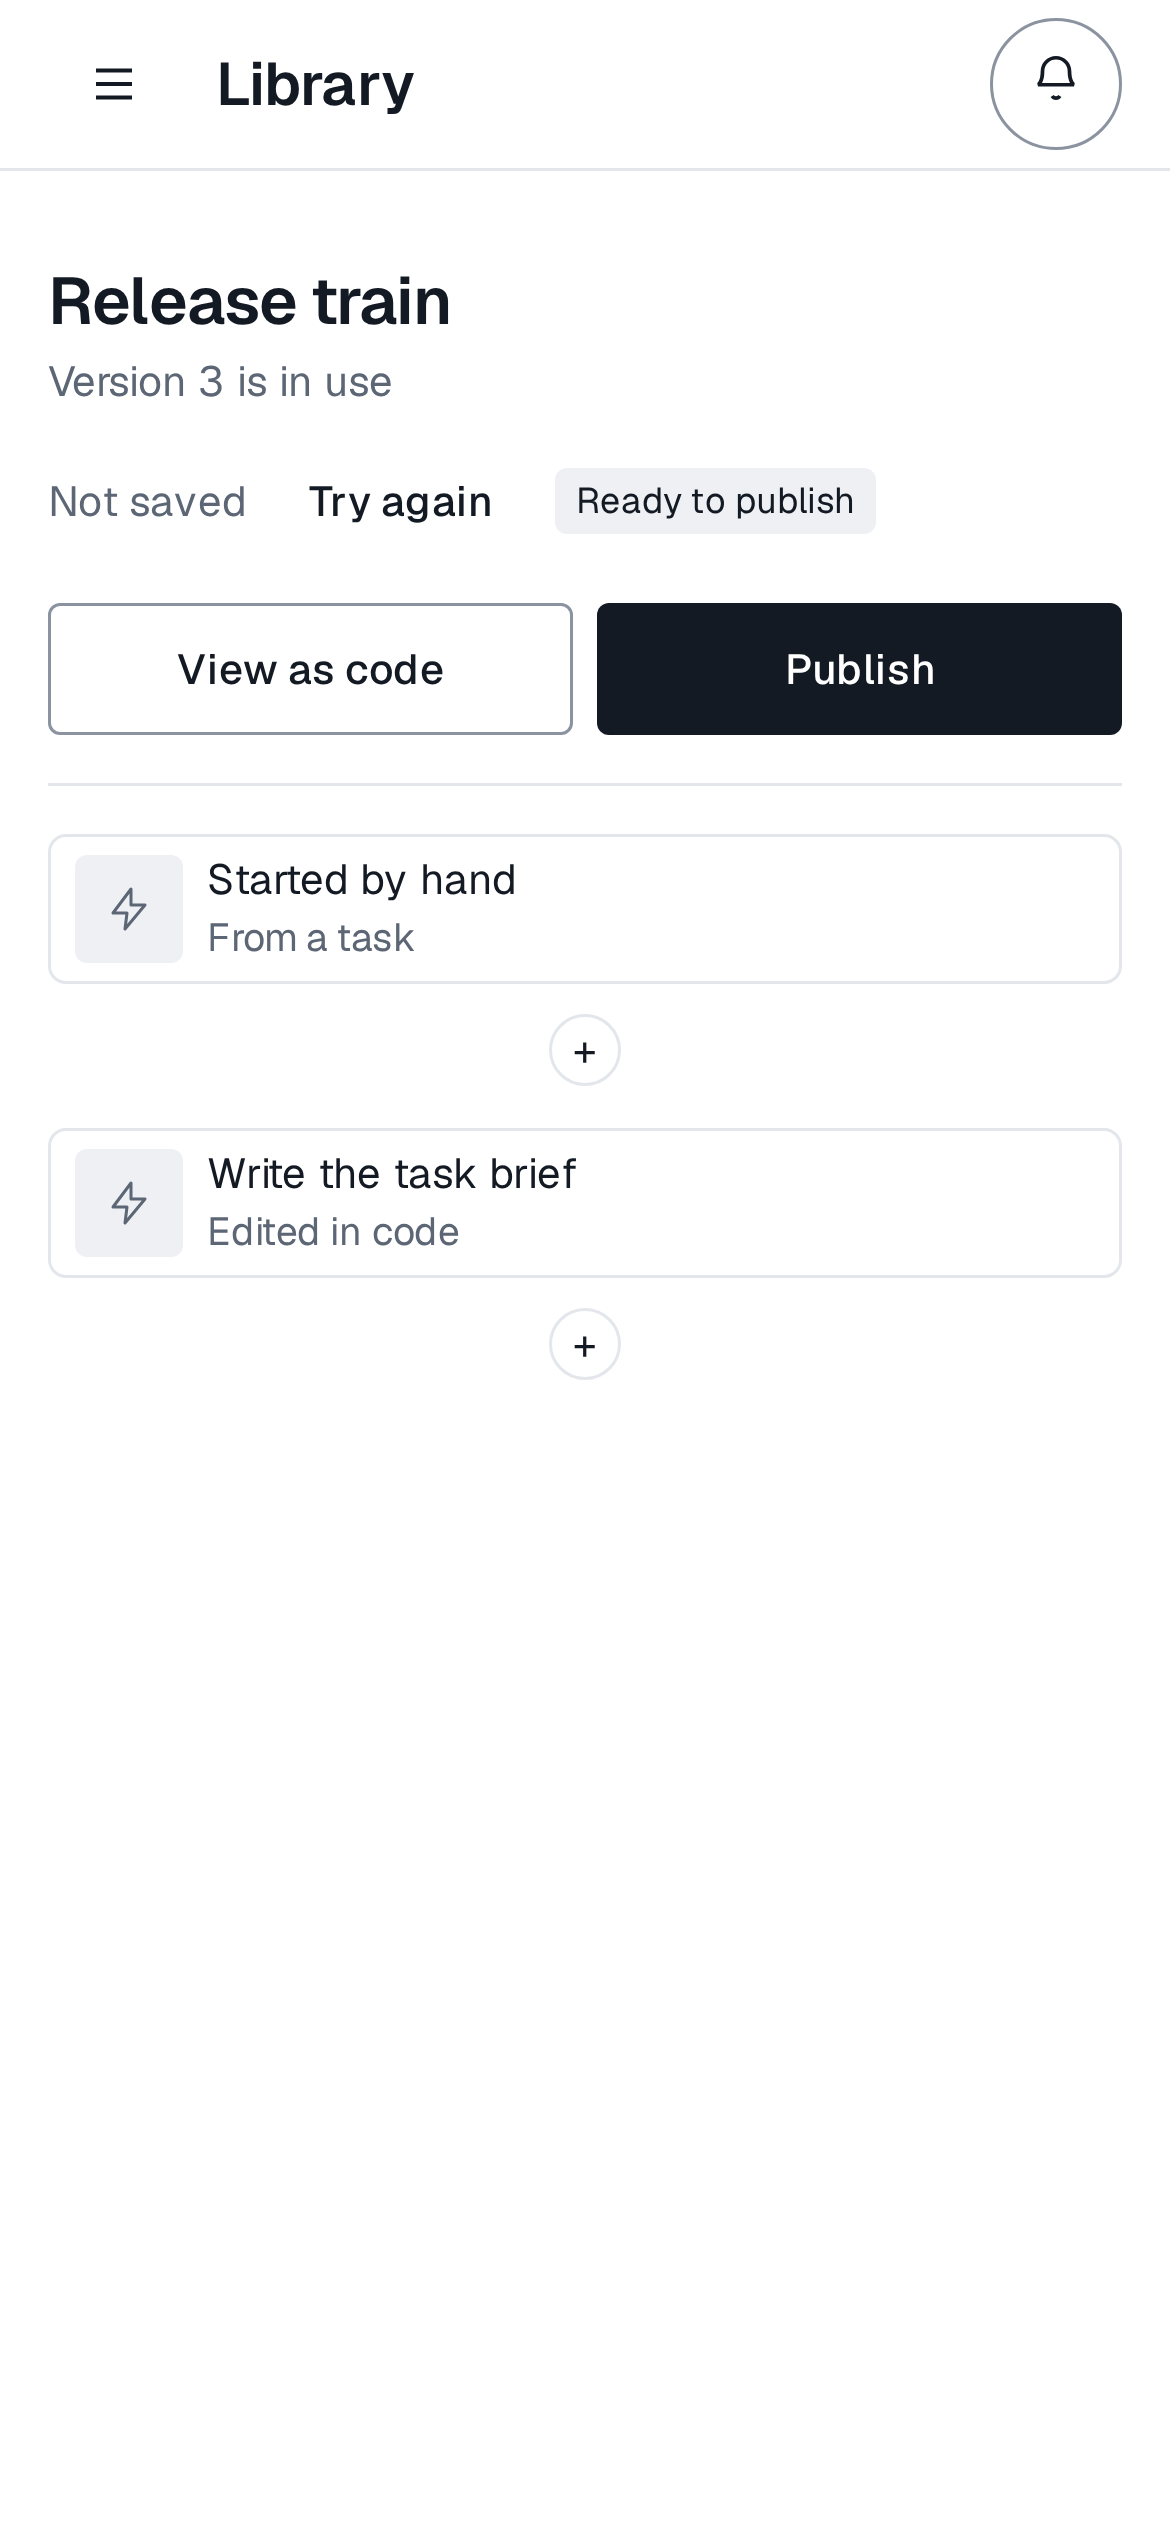 Library
Release train
Version 3 is in use
Not saved Try again Ready to publish
View as code Publish
Started by hand
From a task
+
Write the task brief
Edited in code
+